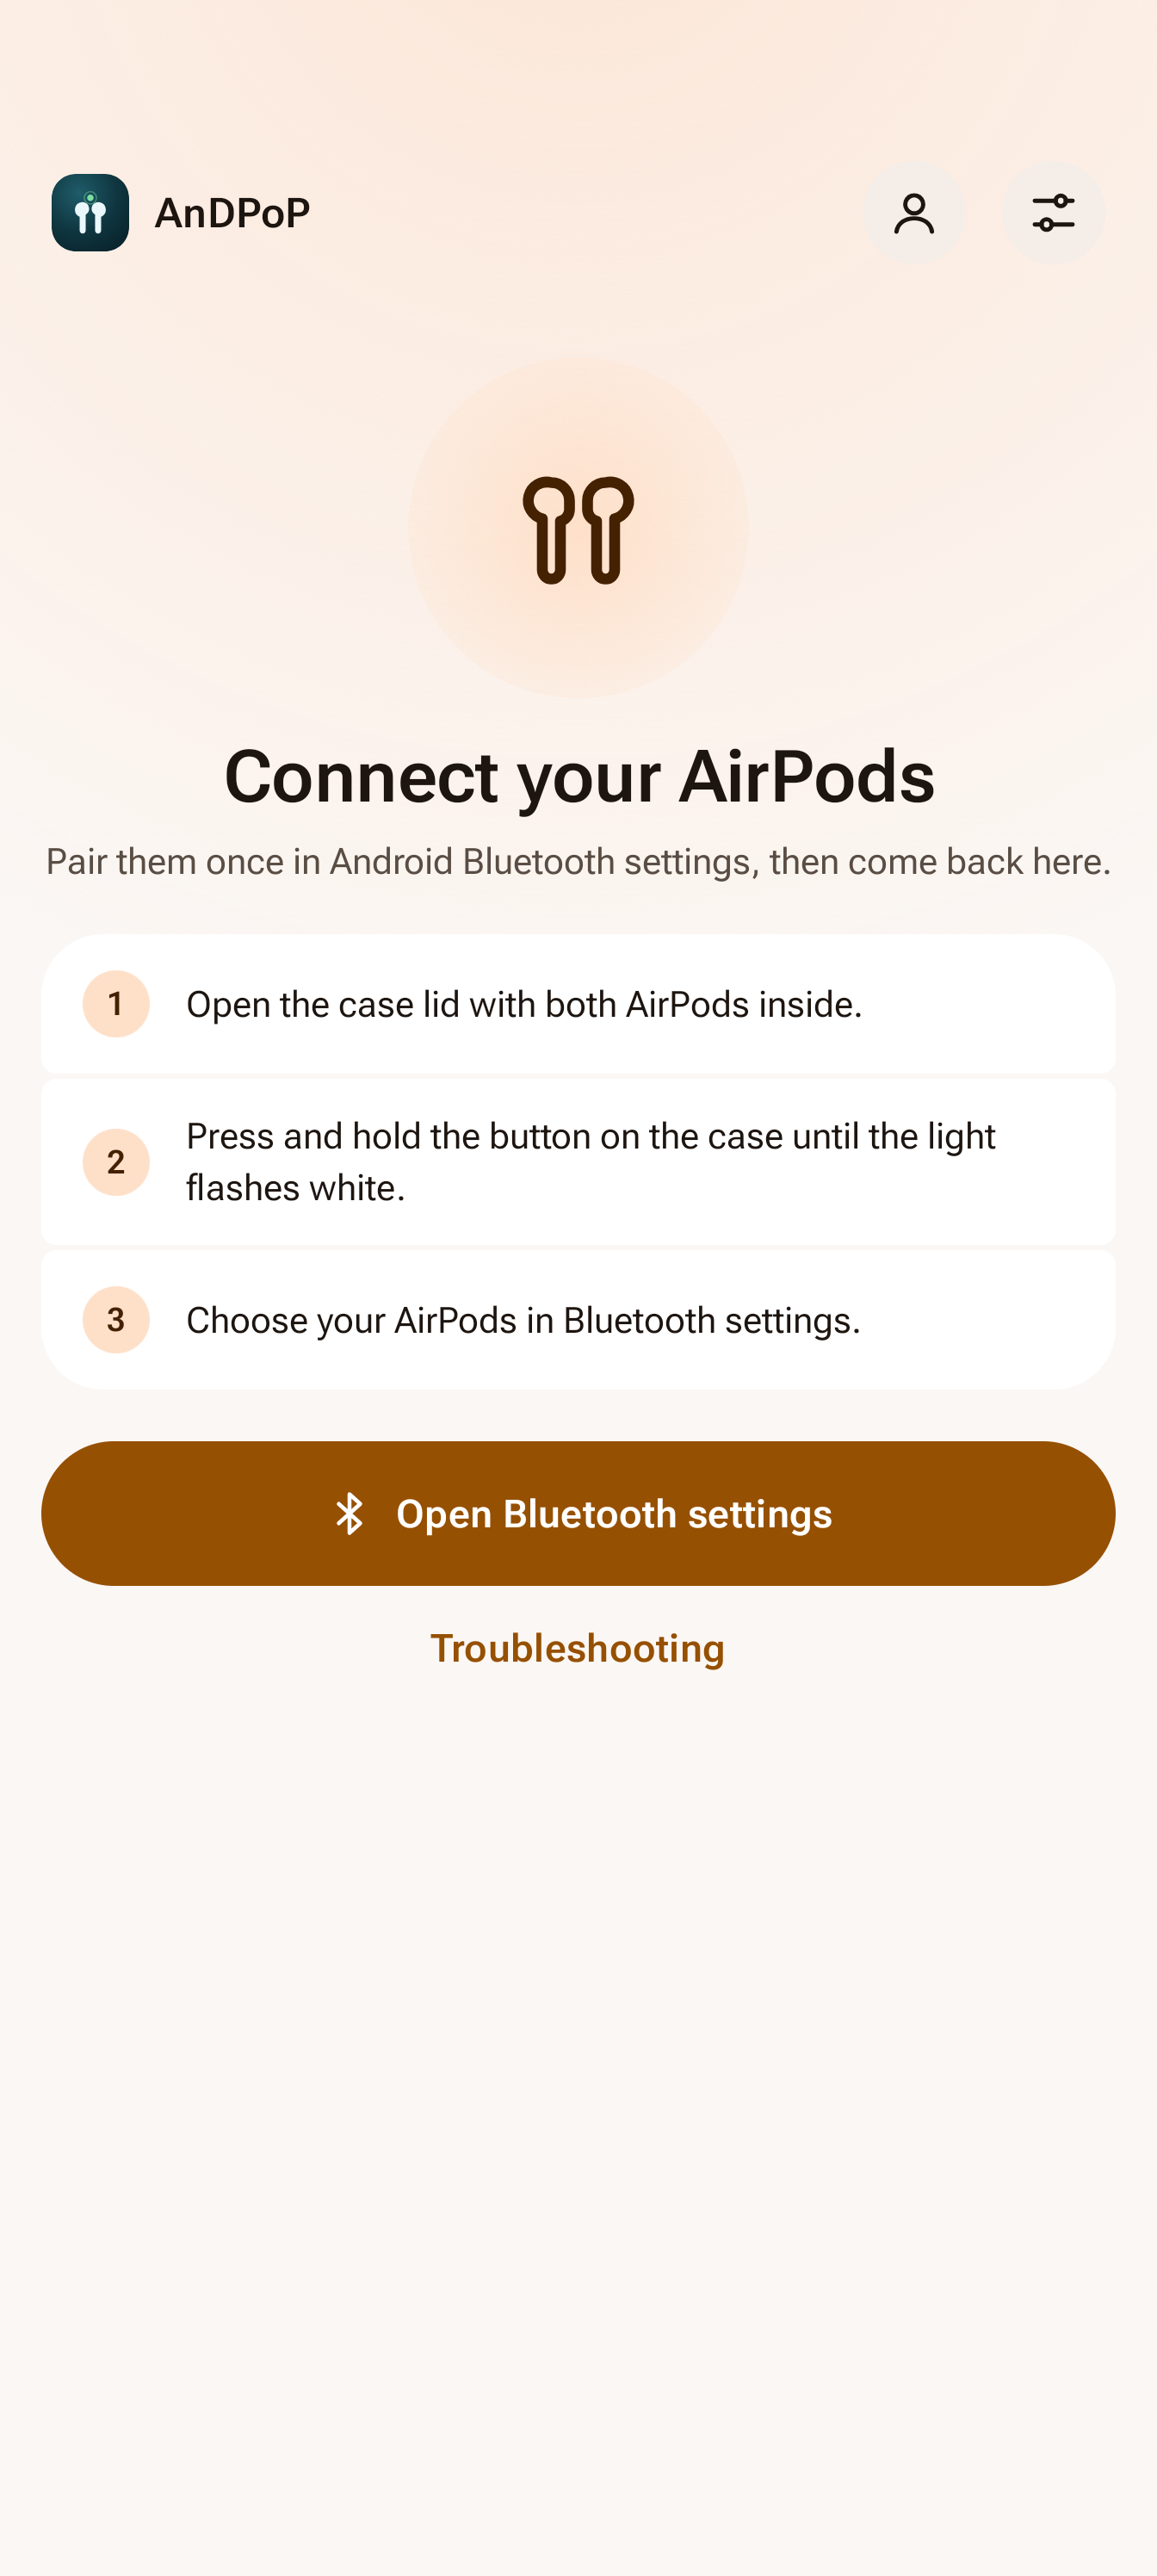 AnDPoP
Connect your AirPods
Pair them once in Android Bluetooth settings, then come back here.
1
Open the case lid with both AirPods inside.
2
Press and hold the button on the case until the light
flashes white.
3
Choose your AirPods in Bluetooth settings.
Open Bluetooth settings
Troubleshooting